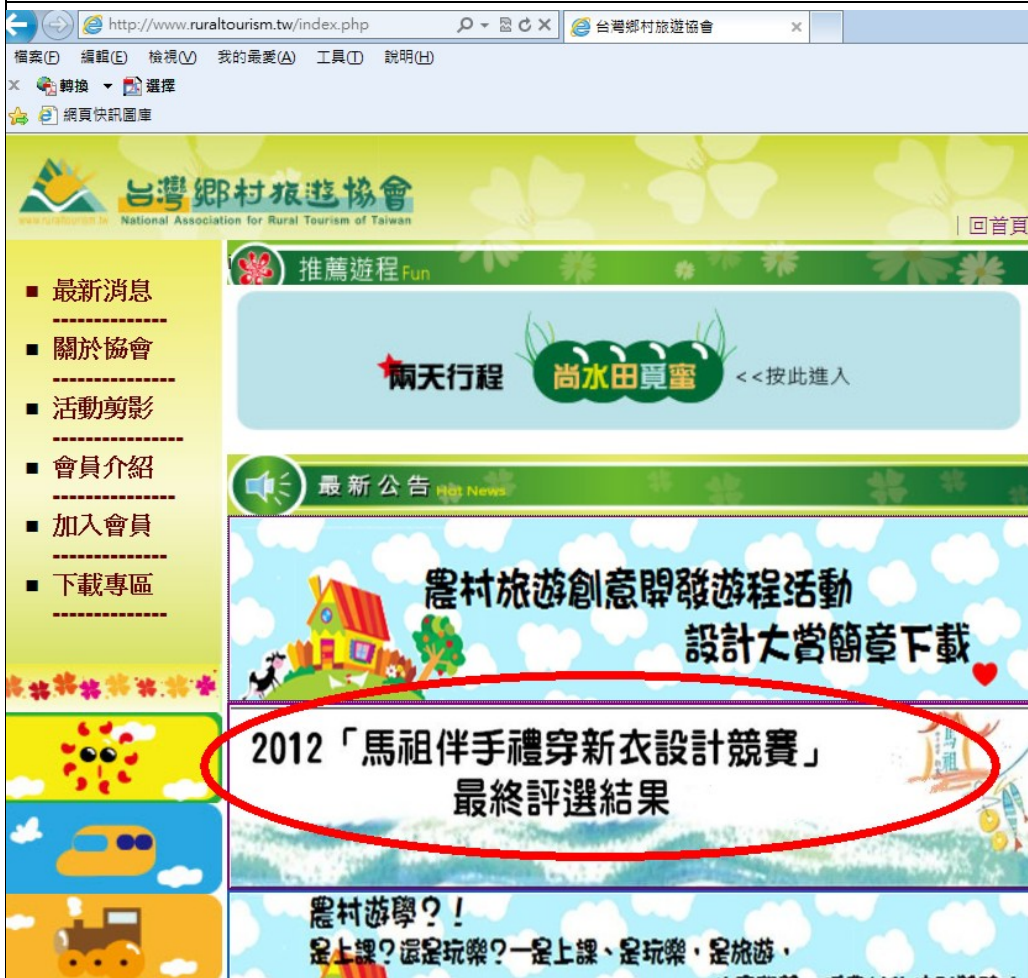 http://www.ruraltourism.tw/index.php
台灣鄉村旅遊協會
檔案(F) 編輯(E) 檢視(V) 我的最愛(A) 工具(T) 說明(H)
轉換 選擇
網頁快訊圖庫
台灣鄉村旅遊協會
www.ruraltourism.tw National Association for Rural Tourism of Taiwan
|回首頁
最新消息
關於協會
活動剪影
會員介紹
加入會員
下載專區
推薦遊程 Fun
兩天行程 尚水田覓蜜 <<按此進入
最新公告 Hot News
農村旅遊創意開發遊程活動
設計大賞簡章下載
2012「馬祖伴手禮穿新衣設計競賽」
最終評選結果
馬祖
農村遊學?!
是上課?還是玩樂?一是上課、是玩樂,是旅遊,